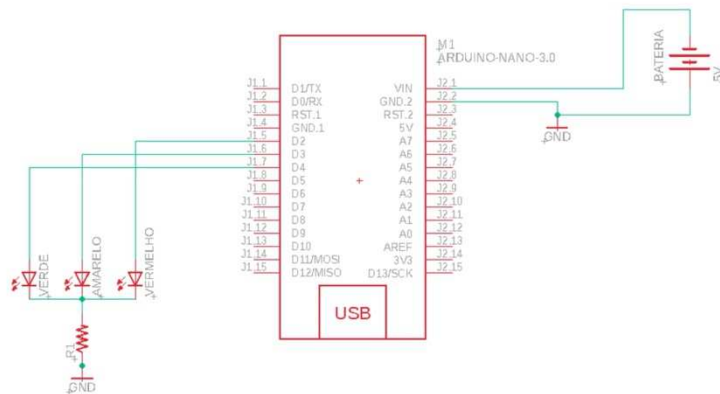 M1
ARDUINO-NANO-3.0
J1.1 D1/TX VIN J2.1
J1.2 D0/RX GND.2 J2.2
J1.3 RST.1 RST.2 J2.3
J1.4 GND.1 5V J2.4
J1.5 D2 A7 J2.5
J1.6 D3 A6 J2.6
J1.7 D4 A5 J2.7
J1.8 D5 A4 J2.8
J1.9 D6 A3 J2.9
J1.10 D7 A2 J2.10
J1.11 D8 A1 J2.11
J1.12 D9 A0 J2.12
J1.13 D10 AREF J2.13
J1.14 D11/MOSI 3V3 J2.14
J1.15 D12/MISO D13/SCK J2.15
USB
BATERIA
5V
GND
VERDE
AMARELO
VERMELHO
R1
GND